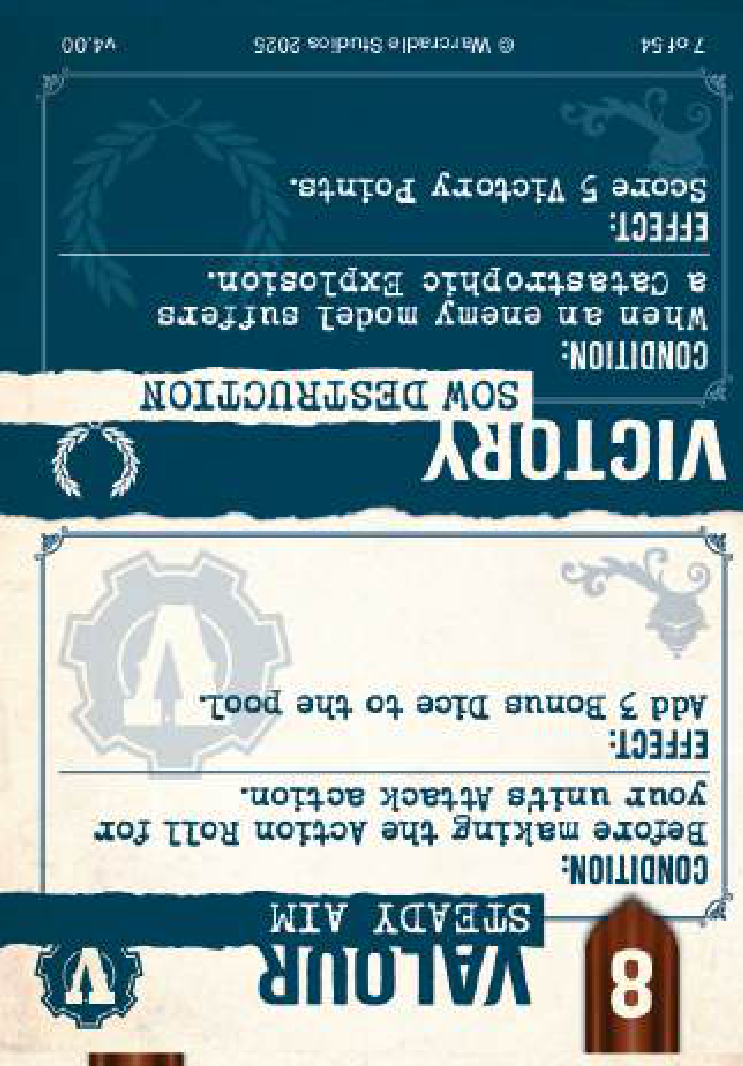 8
VALOUR
STEADY AIM
CONDITION:
Before making the Action Roll for
your unit's Attack action.
EFFECT:
Add 3 Bonus Dice to the pool.
VICTORY
SOW DESTRUCTION
CONDITION:
When an enemy model suffers
a Catastrophic Explosion.
EFFECT:
Score 5 Victory Points.
7 of 54
© Warcradle Studios 2025
v4.00